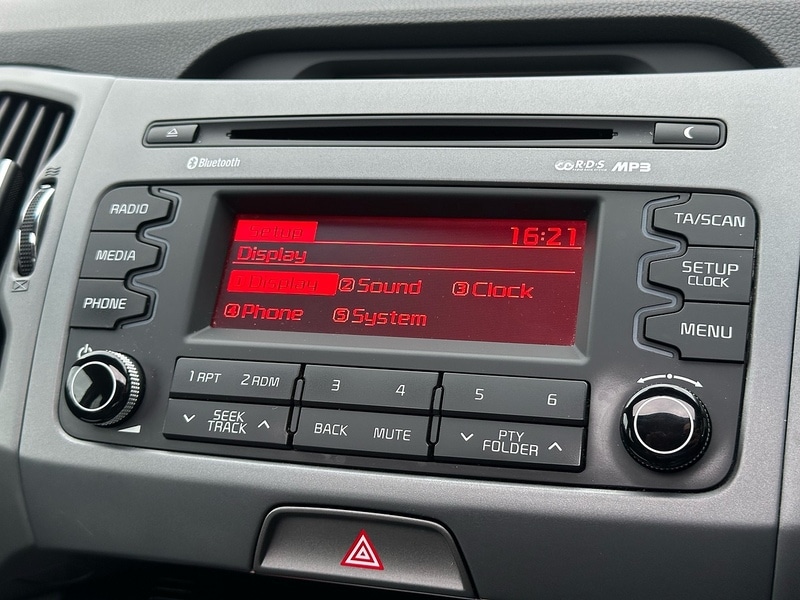 Bluetooth
R·D·S MP3
RADIO
MEDIA
PHONE
Setup 16:21
Display
1 Display 2 Sound 3 Clock
4 Phone 5 System
TA/SCAN
SETUP
CLOCK
MENU
1 RPT 2 RDM 3 4 5 6
SEEK
TRACK
BACK MUTE
PTY
FOLDER